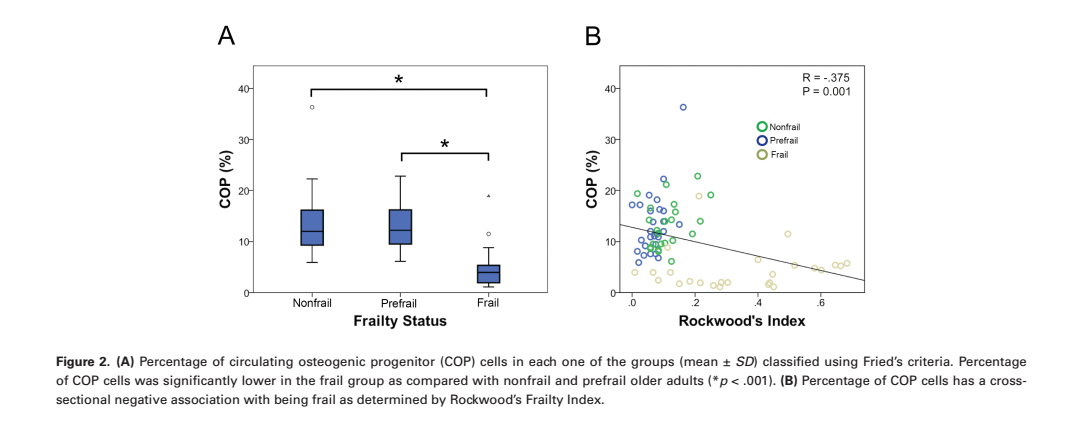 A
B
*
*
COP (%)
40
30
20
10
0
Nonfrail
Prefrail
Frail
Frailty Status
R = -.375
P = 0.001
Nonfrail
Prefrail
Frail
COP (%)
40
30
20
10
0
.0
.2
.4
.6
Rockwood's Index
Figure 2. (A) Percentage of circulating osteogenic progenitor (COP) cells in each one of the groups (mean ± SD) classified using Fried's criteria. Percentage
of COP cells was significantly lower in the frail group as compared with nonfrail and prefrail older adults (*p < .001). (B) Percentage of COP cells has a cross-
sectional negative association with being frail as determined by Rockwood's Frailty Index.